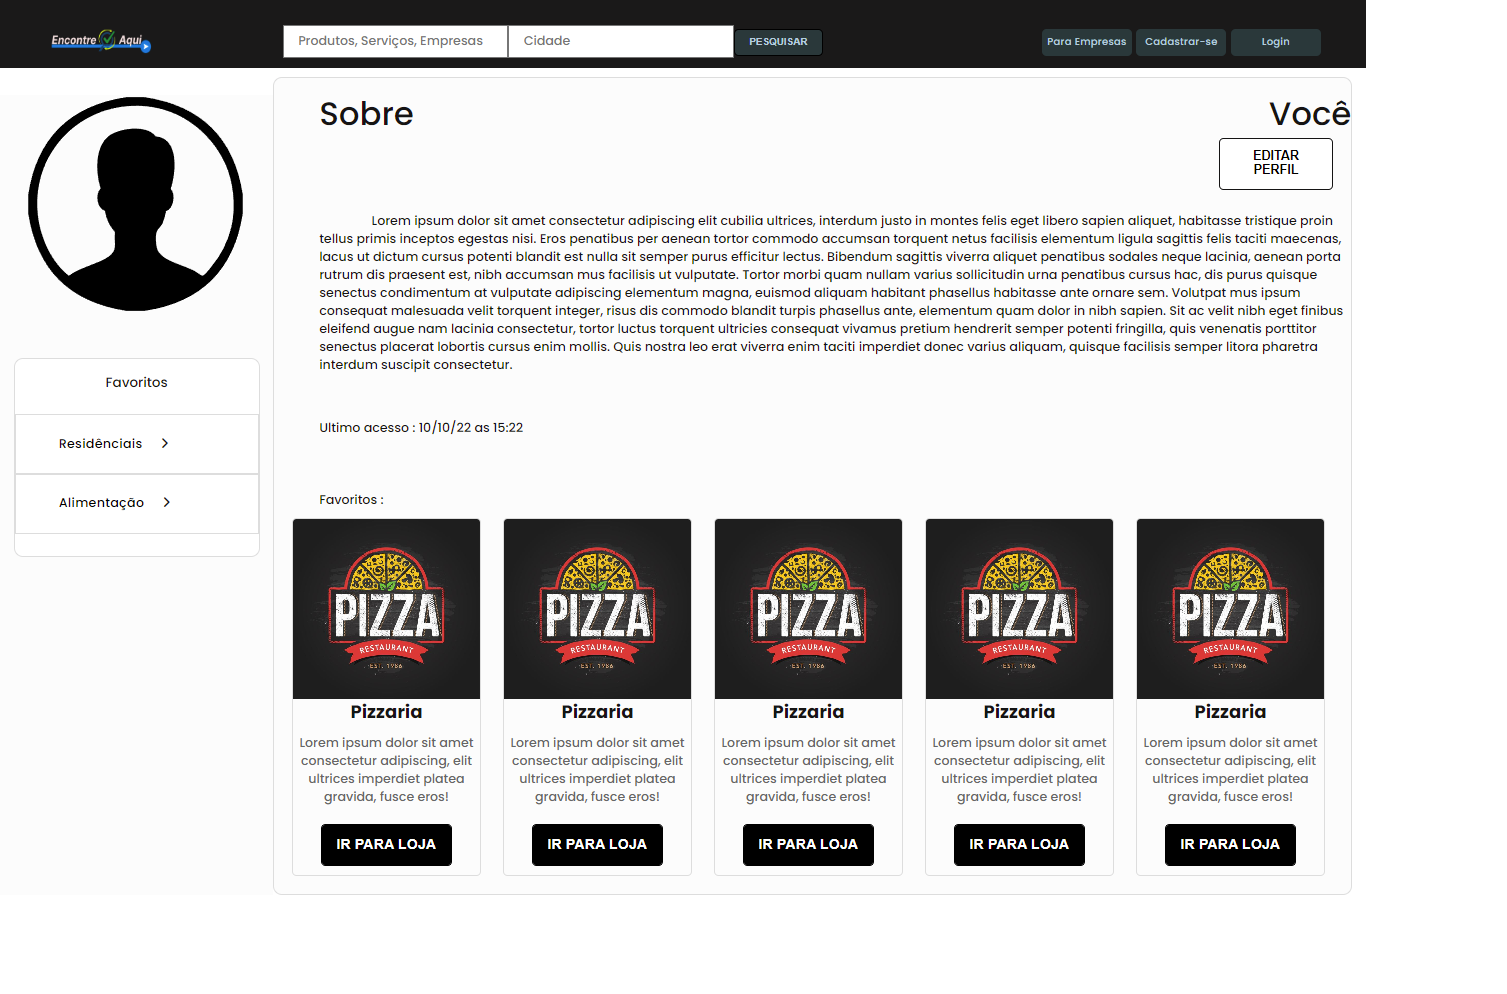 Encontre Aqui
Produtos, Serviços, Empresas
Cidade
PESQUISAR
Para Empresas
Cadastrar-se
Login
Sobre Você
EDITAR
PERFIL
Lorem ipsum dolor sit amet consectetur adipiscing elit cubilia ultrices, interdum justo in montes felis eget libero sapien aliquet, habitasse tristique proin
tellus primis inceptos egestas nisi. Eros penatibus per aenean tortor commodo accumsan torquent netus facilisis elementum ligula sagittis felis taciti maecenas,
lacus ut dictum cursus potenti blandit est nulla sit semper purus efficitur lectus. Bibendum sagittis viverra aliquet penatibus sodales neque lacinia, aenean porta
rutrum dis praesent est, nibh accumsan mus facilisis ut vulputate. Tortor morbi quam nullam varius sollicitudin urna penatibus cursus hac, dis purus quisque
senectus condimentum at vulputate adipiscing elementum magna, euismod aliquam habitant phasellus habitasse ante ornare sem. Volutpat mus ipsum
consequat malesuada velit torquent integer, risus dis commodo blandit turpis phasellus ante, elementum quam dolor in nibh sapien. Sit ac velit nibh eget finibus
eleifend augue nam lacinia consectetur, tortor luctus torquent ultricies consequat vivamus pretium hendrerit semper potenti fringilla, quis venenatis porttitor
senectus placerat lobortis cursus enim mollis. Quis nostra leo erat viverra enim taciti imperdiet donec varius aliquam, quisque facilisis semper litora pharetra
interdum suscipit consectetur.
Favoritos
Residênciais
Alimentação
Ultimo acesso : 10/10/22 as 15:22
Favoritos :
PIZZA
RESTAURANT
EST. 1986
Pizzaria
Lorem ipsum dolor sit amet
consectetur adipiscing, elit
ultrices imperdiet platea
gravida, fusce eros!
IR PARA LOJA
PIZZA
RESTAURANT
EST. 1986
Pizzaria
Lorem ipsum dolor sit amet
consectetur adipiscing, elit
ultrices imperdiet platea
gravida, fusce eros!
IR PARA LOJA
PIZZA
RESTAURANT
EST. 1986
Pizzaria
Lorem ipsum dolor sit amet
consectetur adipiscing, elit
ultrices imperdiet platea
gravida, fusce eros!
IR PARA LOJA
PIZZA
RESTAURANT
EST. 1986
Pizzaria
Lorem ipsum dolor sit amet
consectetur adipiscing, elit
ultrices imperdiet platea
gravida, fusce eros!
IR PARA LOJA
PIZZA
RESTAURANT
EST. 1986
Pizzaria
Lorem ipsum dolor sit amet
consectetur adipiscing, elit
ultrices imperdiet platea
gravida, fusce eros!
IR PARA LOJA